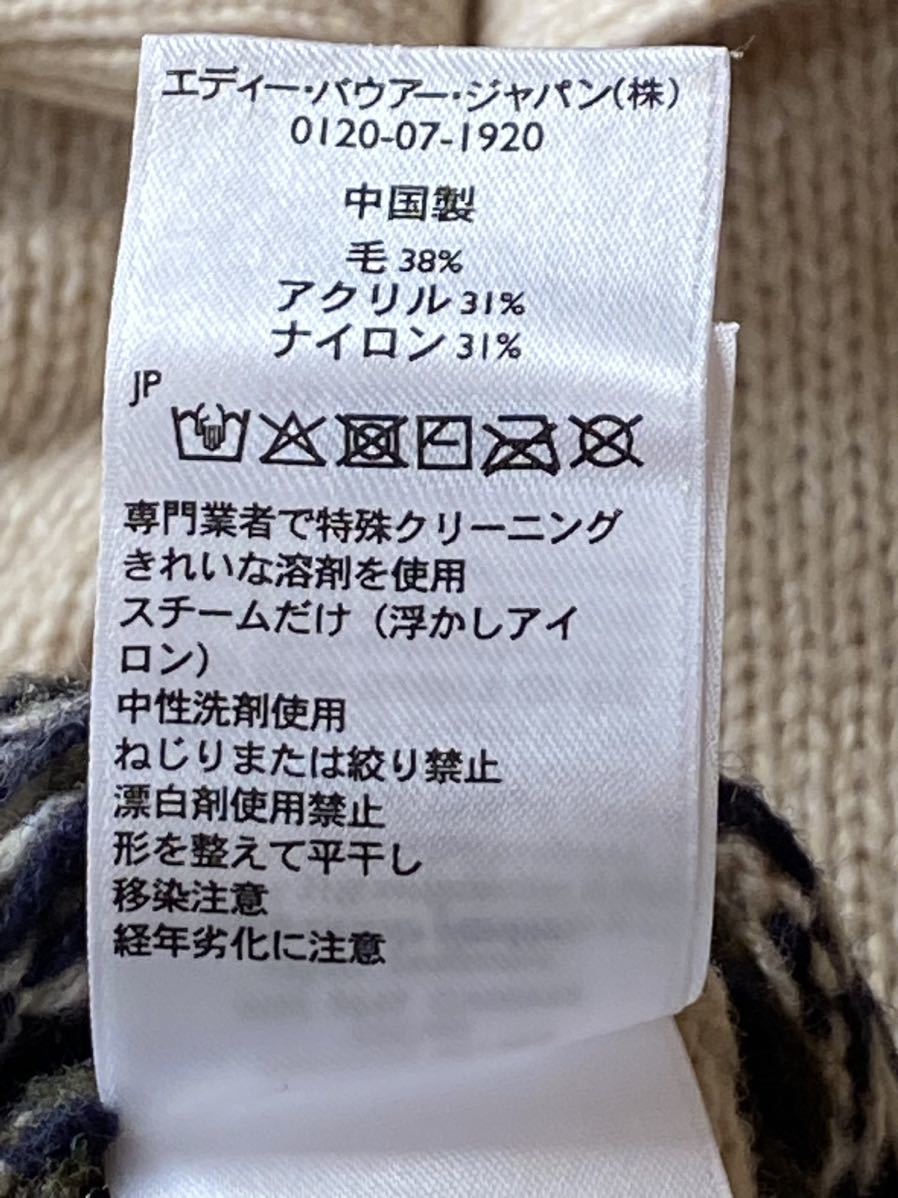 エディー・バウアー・ジャパン(株)
0120-07-1920
中国製
毛 38%
アクリル 31%
ナイロン 31%
JP
専門業者で特殊クリーニング
きれいな溶剤を使用
スチームだけ（浮かしアイ
ロン）
中性洗剤使用
ねじりまたは絞り禁止
漂白剤使用禁止
形を整えて平干し
移染注意
経年劣化に注意